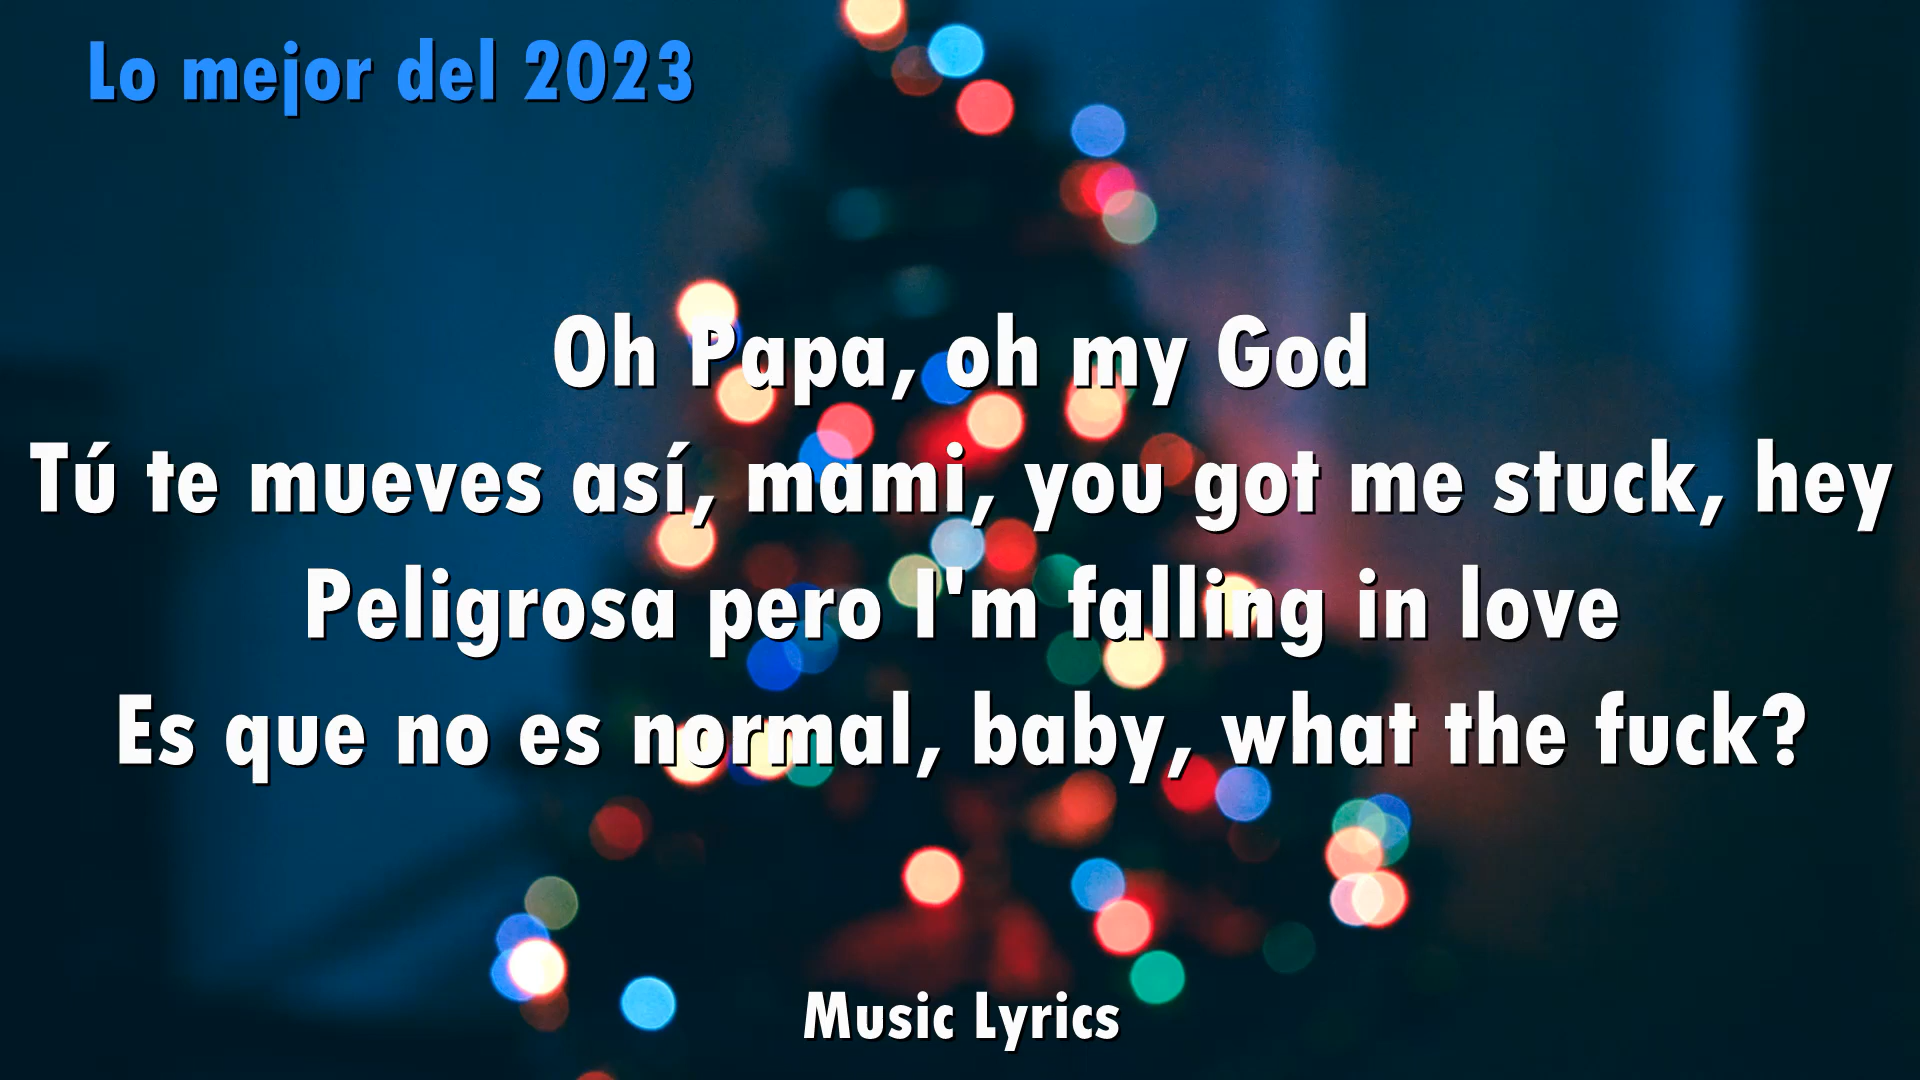 Lo mejor del 2023
Oh Papa, oh my God
Tú te mueves así, mami, you got me stuck, hey
Peligrosa pero I'm falling in love
Es que no es normal, baby, what the fuck?
Music Lyrics